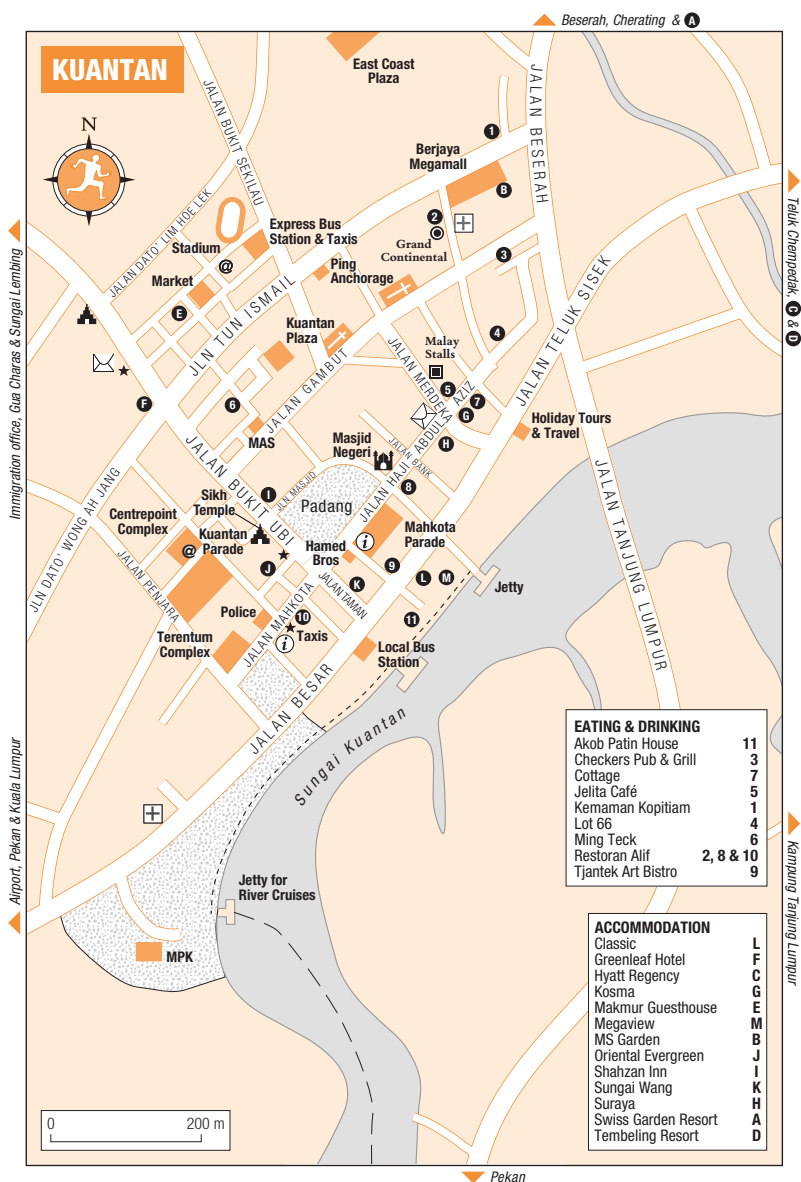 Beserah, Cherating & A
KUANTAN
N
East Coast
Plaza
JALAN BUKIT SEKILAU
JALAN BESERAH
1
Berjaya
Megamall
B
JALAN DATO' LIM HOE LEK
Express Bus
Station & Taxis
Stadium
@
2
Grand
Continental
3
Teluk Chempedak, C & D
Market
Ping
Anchorage
E
JLN TUN ISMAIL
JALAN TELUK SISEK
Immigration office, Gua Charas & Sungai Lembing
Kuantan
Plaza
JALAN GAMBUT
Malay
Stalls
4
JALAN MERDEKA
5
7
F
6
G
MAS
Holiday Tours
& Travel
H
JALAN HAJI ABDUL AZIZ
Masjid
Negeri
JALAN BANK
JALAN BUKIT UBI
JLN MASJID
8
I
Sikh
Temple
Padang
Centrepoint
Complex
Kuantan
Parade
@
JLN DATO' WONG AH JANG
i
Mahkota
Parade
Hamed
Bros
9
J
JALAN TAMAN
K
L
M
Jetty
JALAN TANJUNG LUMPUR
JALAN PENJARA
Police
JALAN MAHKOTA
10
11
i
Taxis
Terentum
Complex
Local Bus
Station
JALAN BESAR
Sungai Kuantan
Airport, Pekan & Kuala Lumpur
Jetty for
River Cruises
MPK
Kampung Tanjung Lumpur
EATING & DRINKING
Akob Patin House 11
Checkers Pub & Grill 3
Cottage 7
Jelita Café 5
Kemaman Kopitiam 1
Lot 66 4
Ming Teck 6
Restoran Alif 2, 8 & 10
Tjantek Art Bistro 9
ACCOMMODATION
Classic L
Greenleaf Hotel F
Hyatt Regency C
Kosma G
Makmur Guesthouse E
Megaview M
MS Garden B
Oriental Evergreen J
Shahzan Inn I
Sungai Wang K
Suraya H
Swiss Garden Resort A
Tembeling Resort D
0 200 m
Pekan